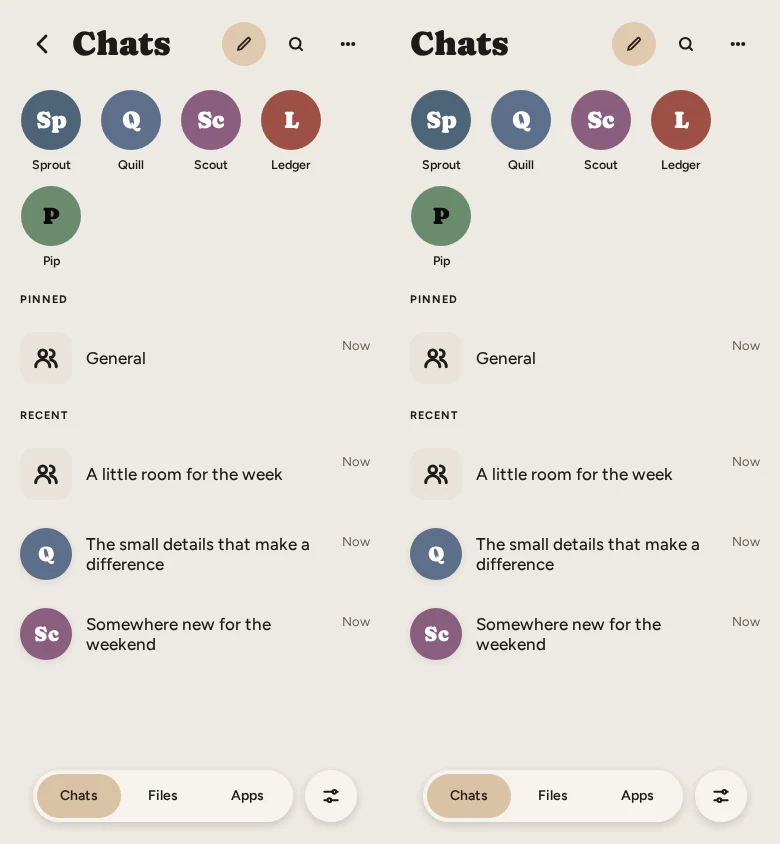 Chats
Sp Q Sc L
Sprout Quill Scout Ledger
P
Pip
PINNED
General Now
RECENT
A little room for the week Now
Q The small details that make a difference Now
Sc Somewhere new for the weekend Now
Chats Files Apps
Chats
Sp Q Sc L
Sprout Quill Scout Ledger
P
Pip
PINNED
General Now
RECENT
A little room for the week Now
Q The small details that make a difference Now
Sc Somewhere new for the weekend Now
Chats Files Apps